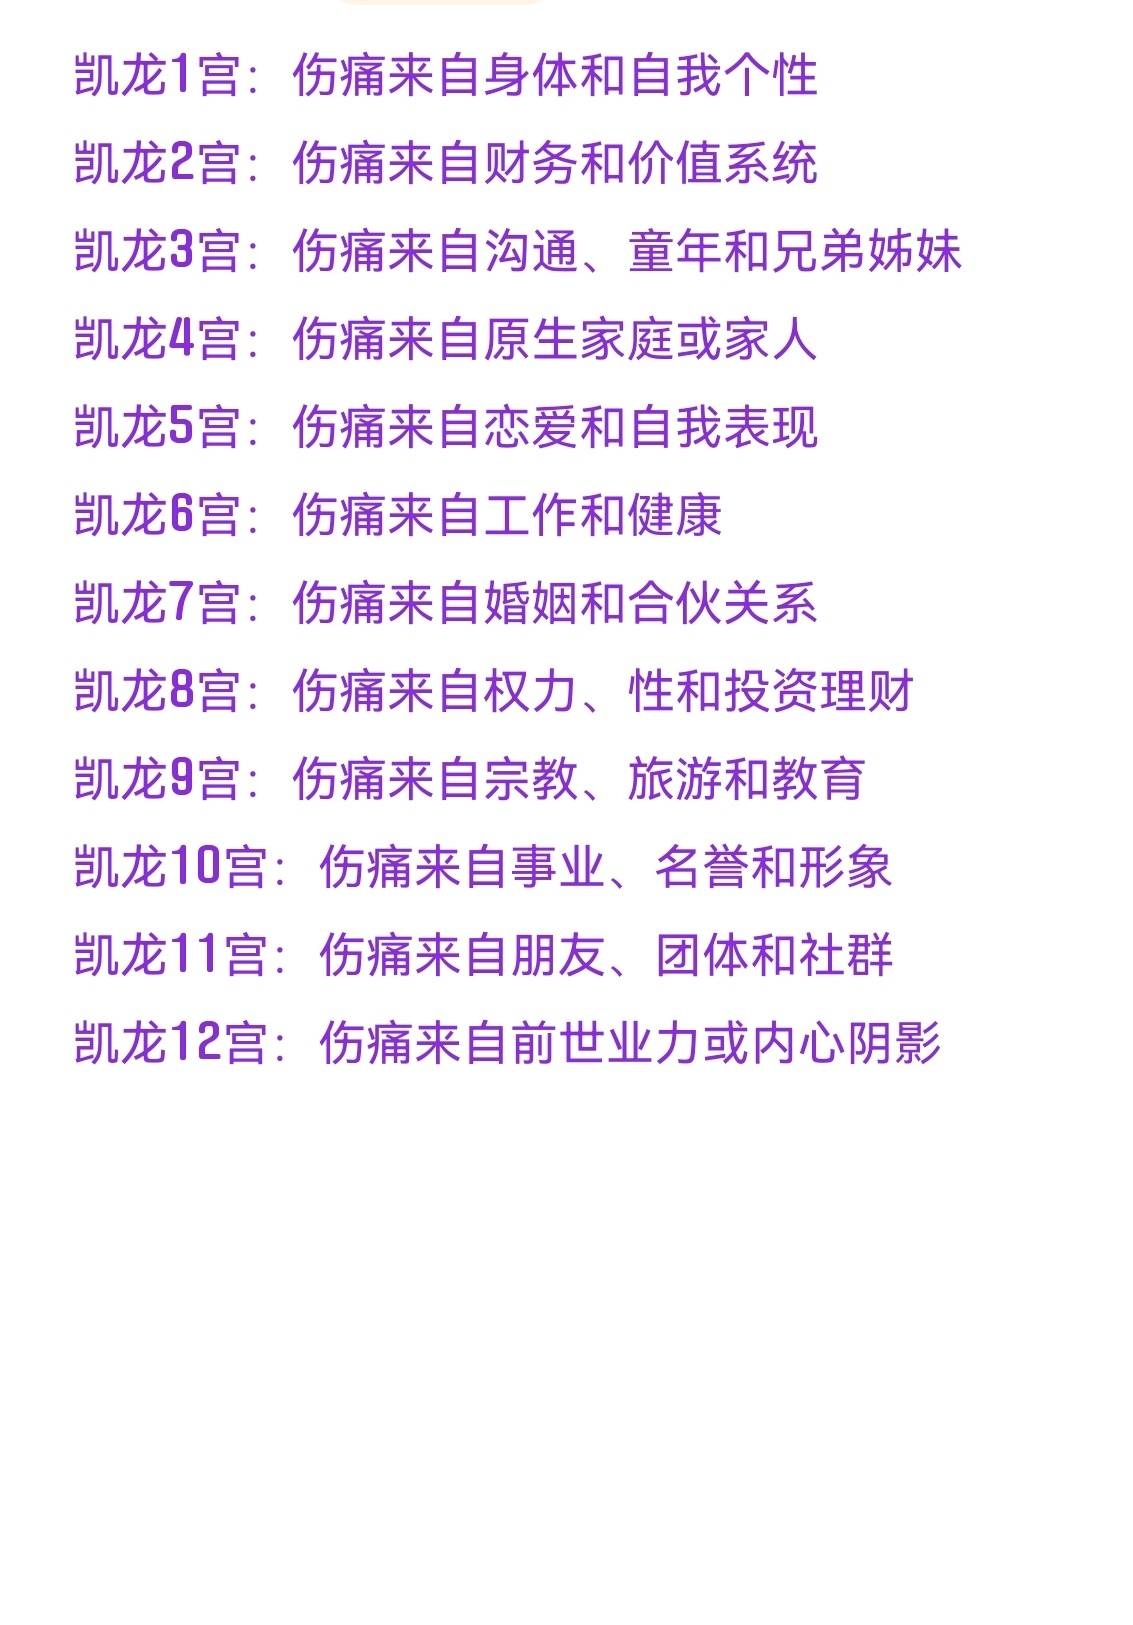 凯龙1宫：伤痛来自身体和自我个性
凯龙2宫：伤痛来自财务和价值系统
凯龙3宫：伤痛来自沟通、童年和兄弟姊妹
凯龙4宫：伤痛来自原生家庭或家人
凯龙5宫：伤痛来自恋爱和自我表现
凯龙6宫：伤痛来自工作和健康
凯龙7宫：伤痛来自婚姻和合伙关系
凯龙8宫：伤痛来自权力、性和投资理财
凯龙9宫：伤痛来自宗教、旅游和教育
凯龙10宫：伤痛来自事业、名誉和形象
凯龙11宫：伤痛来自朋友、团体和社群
凯龙12宫：伤痛来自前世业力或内心阴影